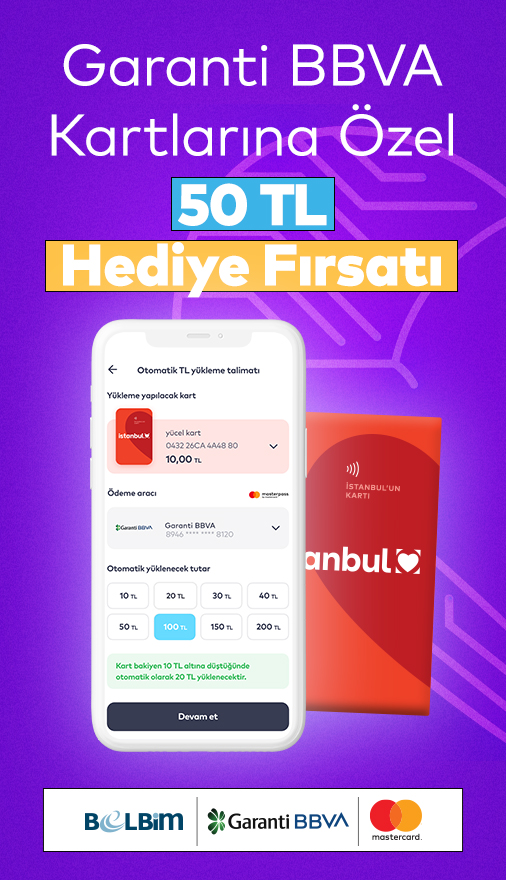 Garanti BBVA
Kartlarına Özel
50 TL
Hediye Fırsatı
Otomatik TL yükleme talimatı
Yükleme yapılacak kart
istanbul
yücel kart
0432 26CA 4A48 80
10,00 TL
Ödeme aracı
masterpass
Garanti BBVA
Garanti BBVA
8946 **** **** 8120
Otomatik yüklenecek tutar
10 TL 20 TL 30 TL 40 TL
50 TL 100 TL 150 TL 200 TL
Kart bakiyen 10 TL altına düştüğünde
otomatik olarak 20 TL yüklenecektir.
Devam et
İSTANBUL'UN
KARTI
anbul
BELBİM
Garanti BBVA
mastercard.